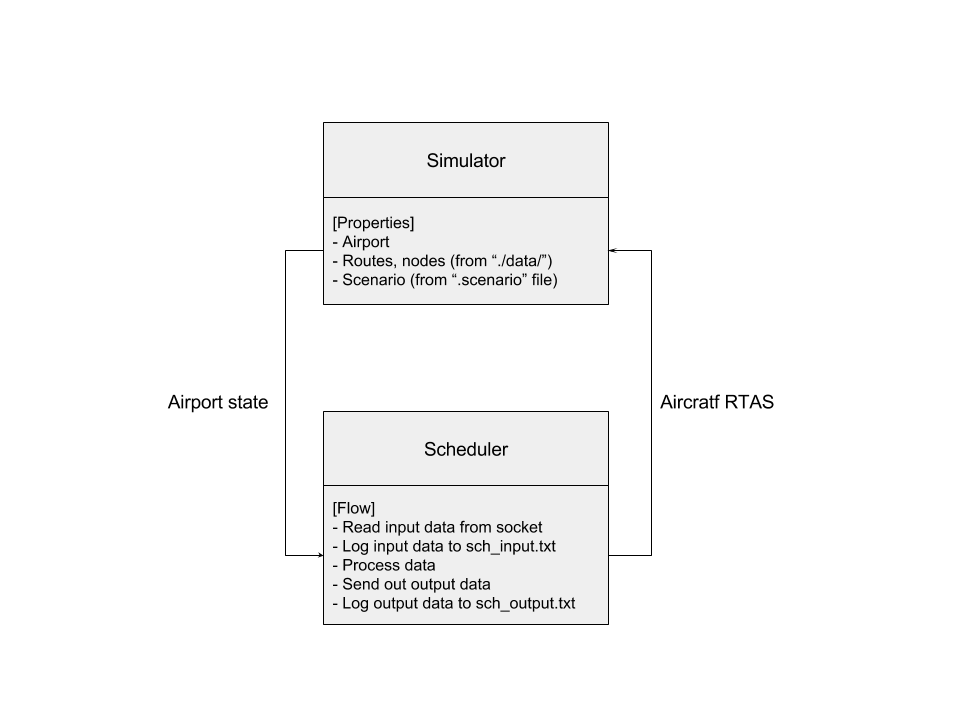 Simulator
[Properties]
- Airport
- Routes, nodes (from “./data/”)
- Scenario (from “.scenario” file)
Airport state
Aircratf RTAS
Scheduler
[Flow]
- Read input data from socket
- Log input data to sch_input.txt
- Process data
- Send out output data
- Log output data to sch_output.txt